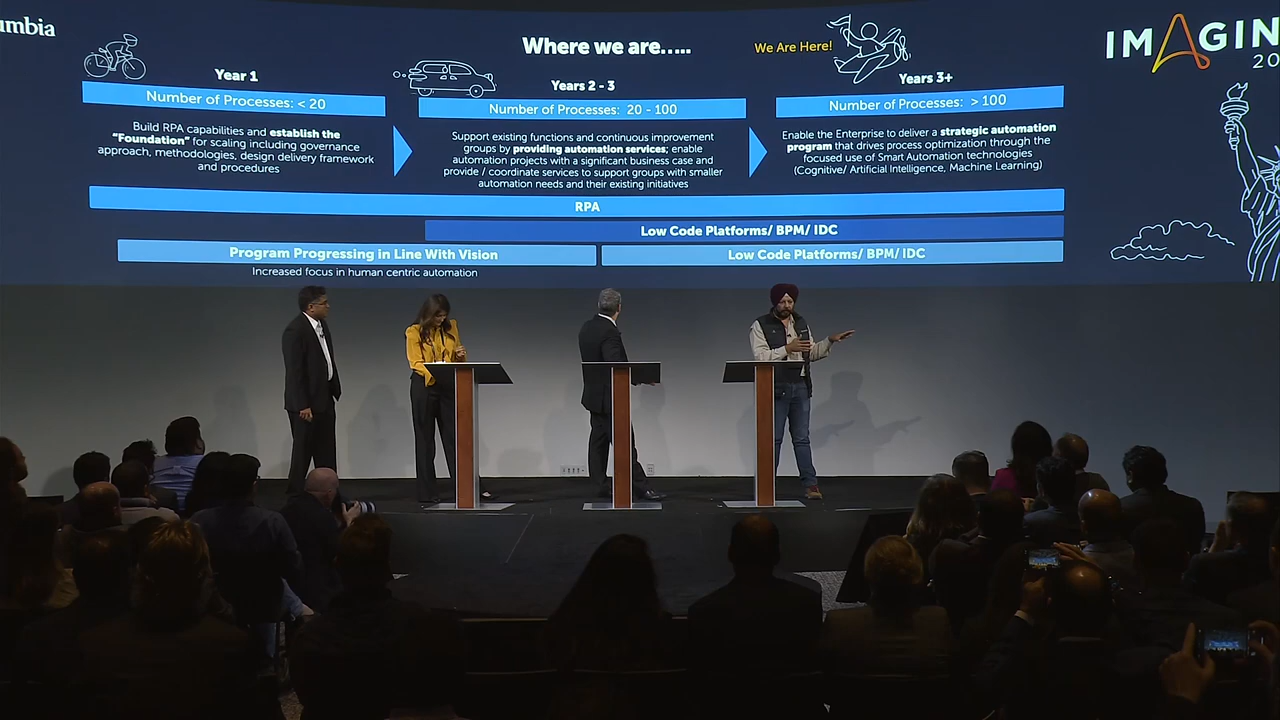 umbia
Where we are.....
We Are Here!
IMAGIN
20
Year 1
Number of Processes: < 20
Build RPA capabilities and establish the
“Foundation” for scaling including governance
approach, methodologies, design delivery framework
and procedures
Years 2 - 3
Number of Processes: 20 - 100
Support existing functions and continuous improvement
groups by providing automation services; enable
automation projects with a significant business case and
provide / coordinate services to support groups with smaller
automation needs and their existing initiatives
Years 3+
Number of Processes: > 100
Enable the Enterprise to deliver a strategic automation
program that drives process optimization through the
focused use of Smart Automation technologies
(Cognitive/ Artificial Intelligence, Machine Learning)
RPA
Low Code Platforms/ BPM/ IDC
Program Progressing in Line With Vision
Low Code Platforms/ BPM/ IDC
Increased focus in human centric automation